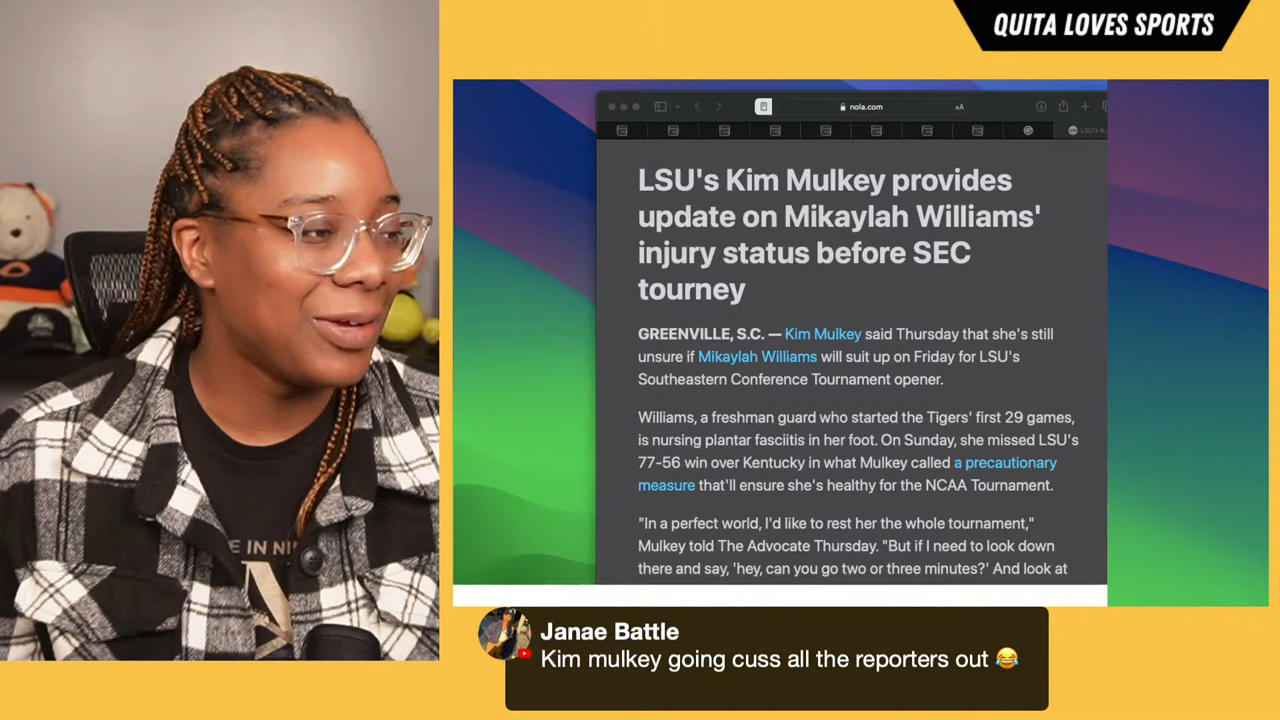 QUITA LOVES SPORTS
nola.com
AA
LSU's K...
LSU's Kim Mulkey provides
update on Mikaylah Williams'
injury status before SEC
tourney
GREENVILLE, S.C. — Kim Mulkey said Thursday that she's still
unsure if Mikaylah Williams will suit up on Friday for LSU's
Southeastern Conference Tournament opener.
Williams, a freshman guard who started the Tigers' first 29 games,
is nursing plantar fasciitis in her foot. On Sunday, she missed LSU's
77-56 win over Kentucky in what Mulkey called a precautionary
measure that'll ensure she's healthy for the NCAA Tournament.
"In a perfect world, I'd like to rest her the whole tournament,"
Mulkey told The Advocate Thursday. "But if I need to look down
there and say, 'hey, can you go two or three minutes?' And look at
E IN NI
Janae Battle
Kim mulkey going cuss all the reporters out 😂